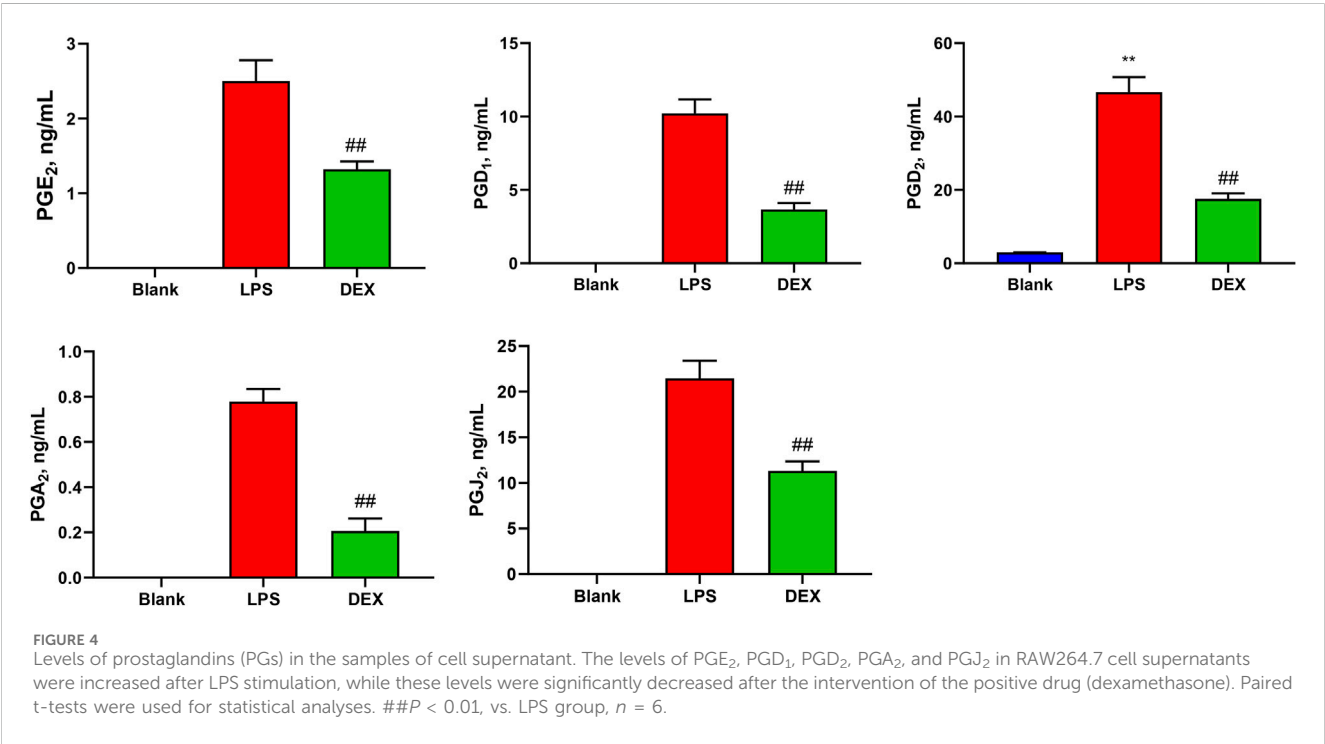 3
2
1
0
PGE₂, ng/mL
##
Blank LPS DEX
15
10
5
0
PGD₁, ng/mL
##
Blank LPS DEX
60
40
20
0
PGD₂, ng/mL
**
##
Blank LPS DEX
1.0
0.8
0.6
0.4
0.2
0.0
PGA₂, ng/mL
##
Blank LPS DEX
25
20
15
10
5
0
PGJ₂, ng/mL
##
Blank LPS DEX
FIGURE 4
Levels of prostaglandins (PGs) in the samples of cell supernatant. The levels of PGE₂, PGD₁, PGD₂, PGA₂, and PGJ₂ in RAW264.7 cell supernatants
were increased after LPS stimulation, while these levels were significantly decreased after the intervention of the positive drug (dexamethasone). Paired
t-tests were used for statistical analyses. ##P < 0.01, vs. LPS group, n = 6.